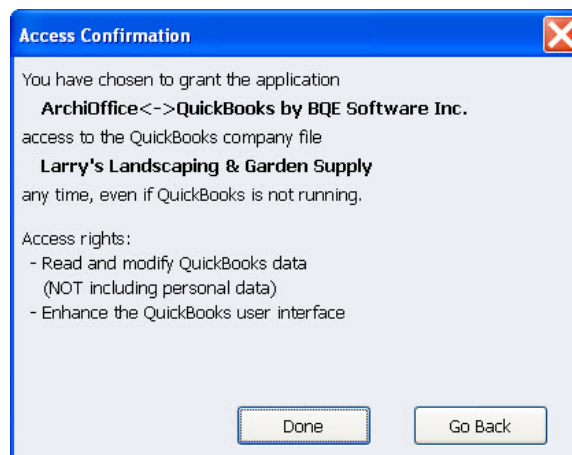 Access Confirmation
You have chosen to grant the application
ArchiOffice<->QuickBooks by BQE Software Inc.
access to the QuickBooks company file
Larry's Landscaping & Garden Supply
any time, even if QuickBooks is not running.
Access rights:
- Read and modify QuickBooks data
(NOT including personal data)
- Enhance the QuickBooks user interface
Done Go Back